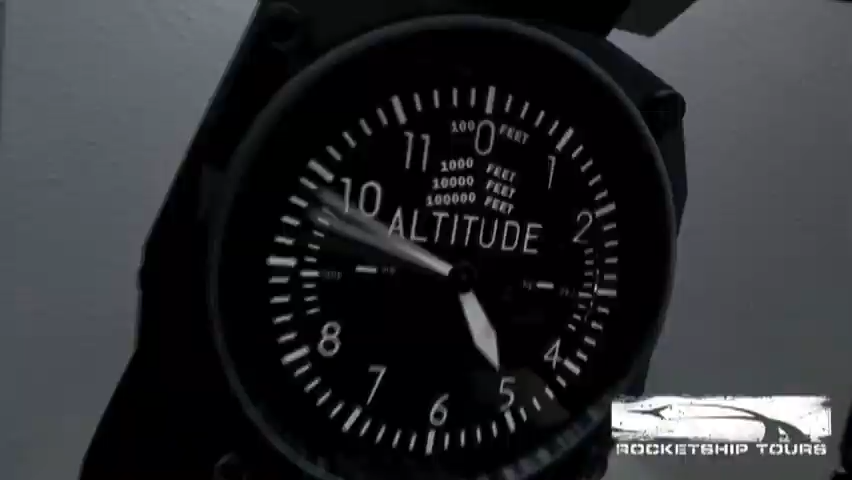 100 0 FEET
11
1000 FEET
1
10000 FEET
10
100000 FEET
2
ALTITUDE
8
4
7
5
6
ROCKETSHIP TOURS